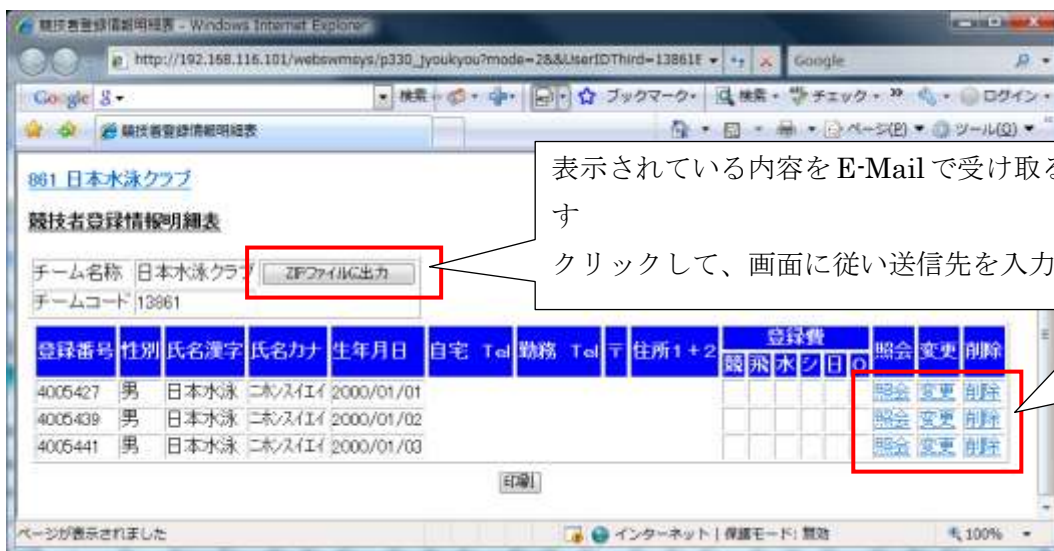 競技者登録情報明細表 - Windows Internet Explorer
http://192.168.116.101/webswmsys/p330_jyoukyou?mode=2&&UserIDThird=13861& Google
Google 検索 ブックマーク 検索 チェック ログイン
競技者登録情報明細表 ページ(P) ツール(O)
861 日本水泳クラブ
競技者登録情報明細表
チーム名称 日本水泳クラブ ZIPファイルに出力
チームコード 13861
表示されている内容を E-Mail で受け取る
す
クリックして、画面に従い送信先を入力
登録番号 性別 氏名漢字 氏名カナ 生年月日 自宅 Tel 勤務 Tel 〒 住所1+2 登録費 照会 変更 削除
競 飛 水 シ 日 O
4005427 男 日本水泳 ニホンスイエイ 2000/01/01 照会 変更 削除
4005439 男 日本水泳 ニホンスイエイ 2000/01/02 照会 変更 削除
4005441 男 日本水泳 ニホンスイエイ 2000/01/03 照会 変更 削除
印刷
ページが表示されました インターネット | 保護モード: 無効 100%